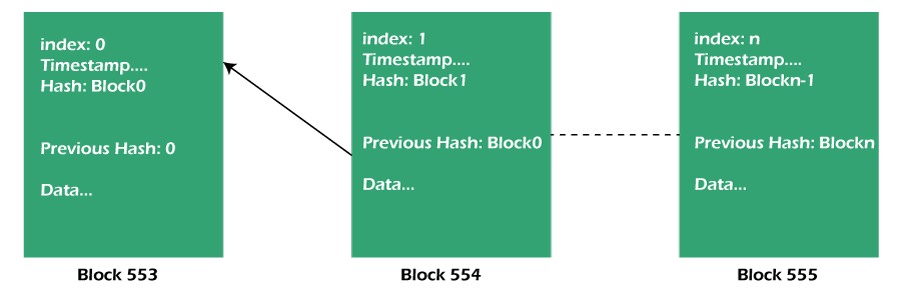 index: 0
Timestamp....
Hash: Block0
Previous Hash: 0
Data...
Block 553
index: 1
Timestamp....
Hash: Block1
Previous Hash: Block0
Data...
Block 554
index: n
Timestamp....
Hash: Blockn-1
Previous Hash: Blockn
Data...
Block 555